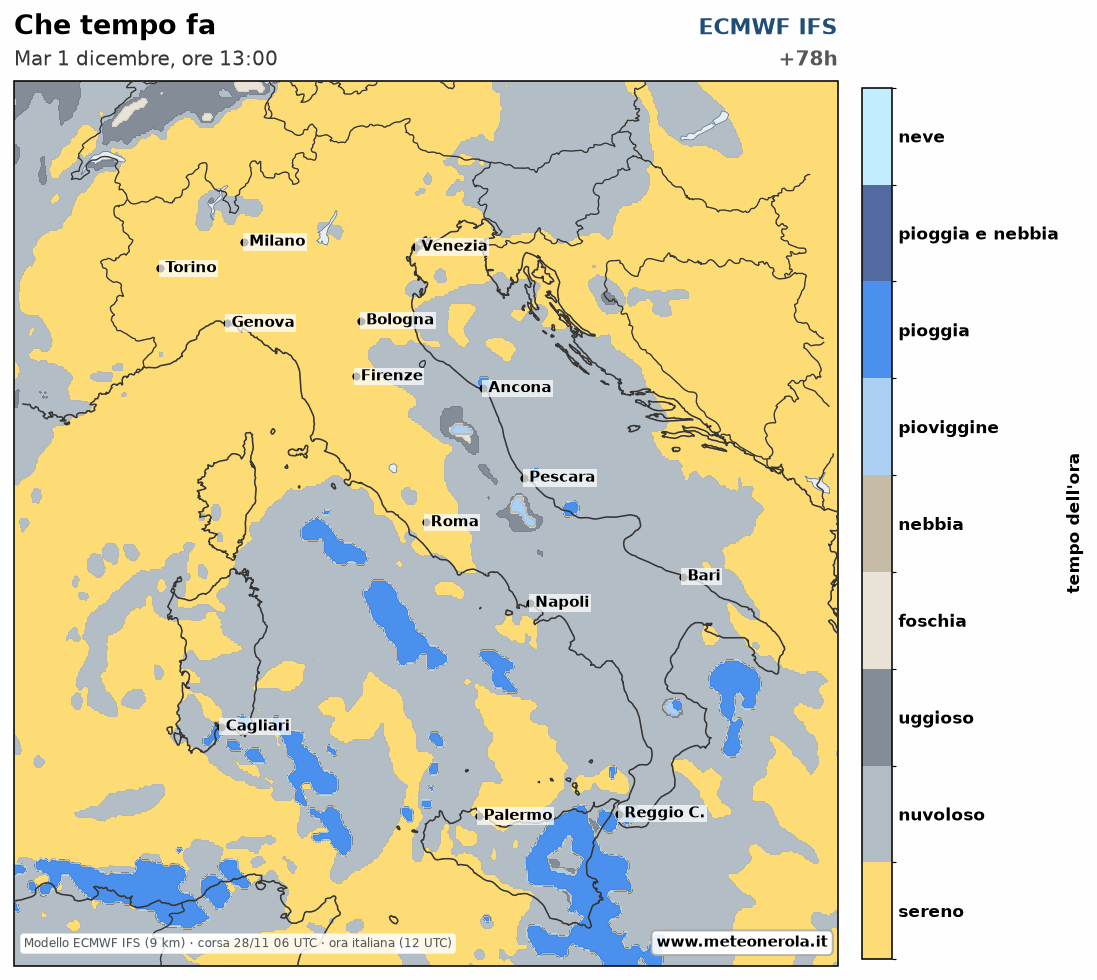 Che tempo fa
ECMWF IFS
Mar 1 dicembre, ore 13:00
+78h
neve
pioggia e nebbia
pioggia
pioviggine
nebbia
foschia
uggioso
nuvoloso
sereno
tempo dell'ora
Milano
Venezia
Torino
Genova
Bologna
Firenze
Ancona
Pescara
Roma
Bari
Napoli
Cagliari
Palermo
Reggio C.
Modello ECMWF IFS (9 km) · corsa 28/11 06 UTC · ora italiana (12 UTC)
www.meteonerola.it